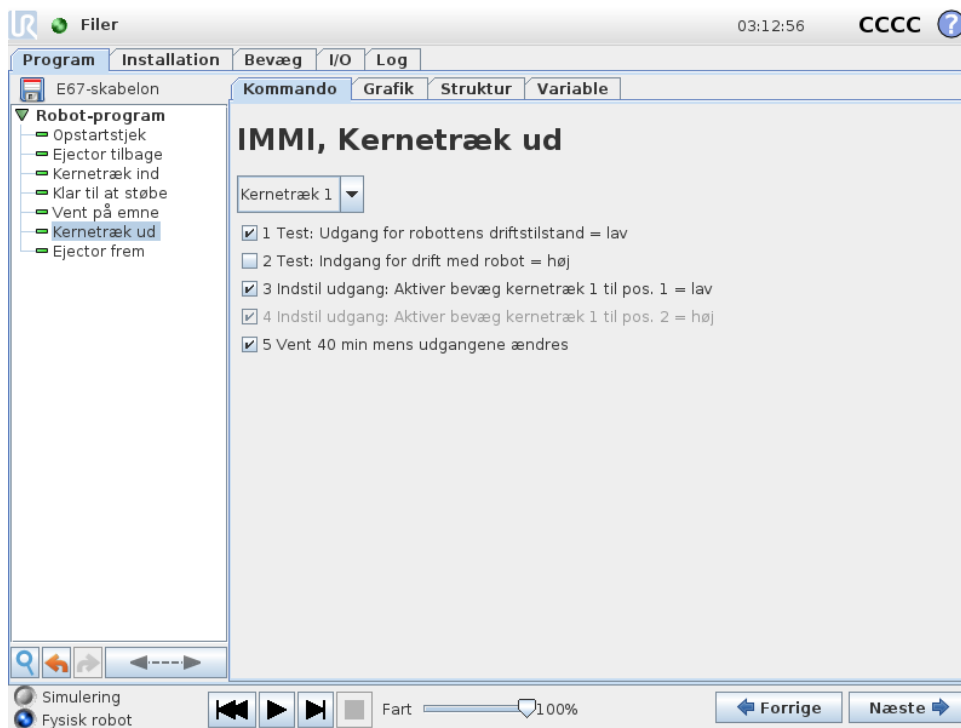 UR Filer 03:12:56 CCCC ?
Program Installation Bevæg I/O Log
E67-skabelon Kommando Grafik Struktur Variable
Robot-program
Opstartstjek
Ejector tilbage
Kernetræk ind
Klar til at støbe
Vent på emne
Kernetræk ud
Ejector frem
IMMI, Kernetræk ud
Kernetræk 1
1 Test: Udgang for robottens driftstilstand = lav
2 Test: Indgang for drift med robot = høj
3 Indstil udgang: Aktiver bevæg kernetræk 1 til pos. 1 = lav
4 Indstil udgang: Aktiver bevæg kernetræk 1 til pos. 2 = høj
5 Vent 40 min mens udgangene ændres
Simulering
Fysisk robot
Fart 100% Forrige Næste